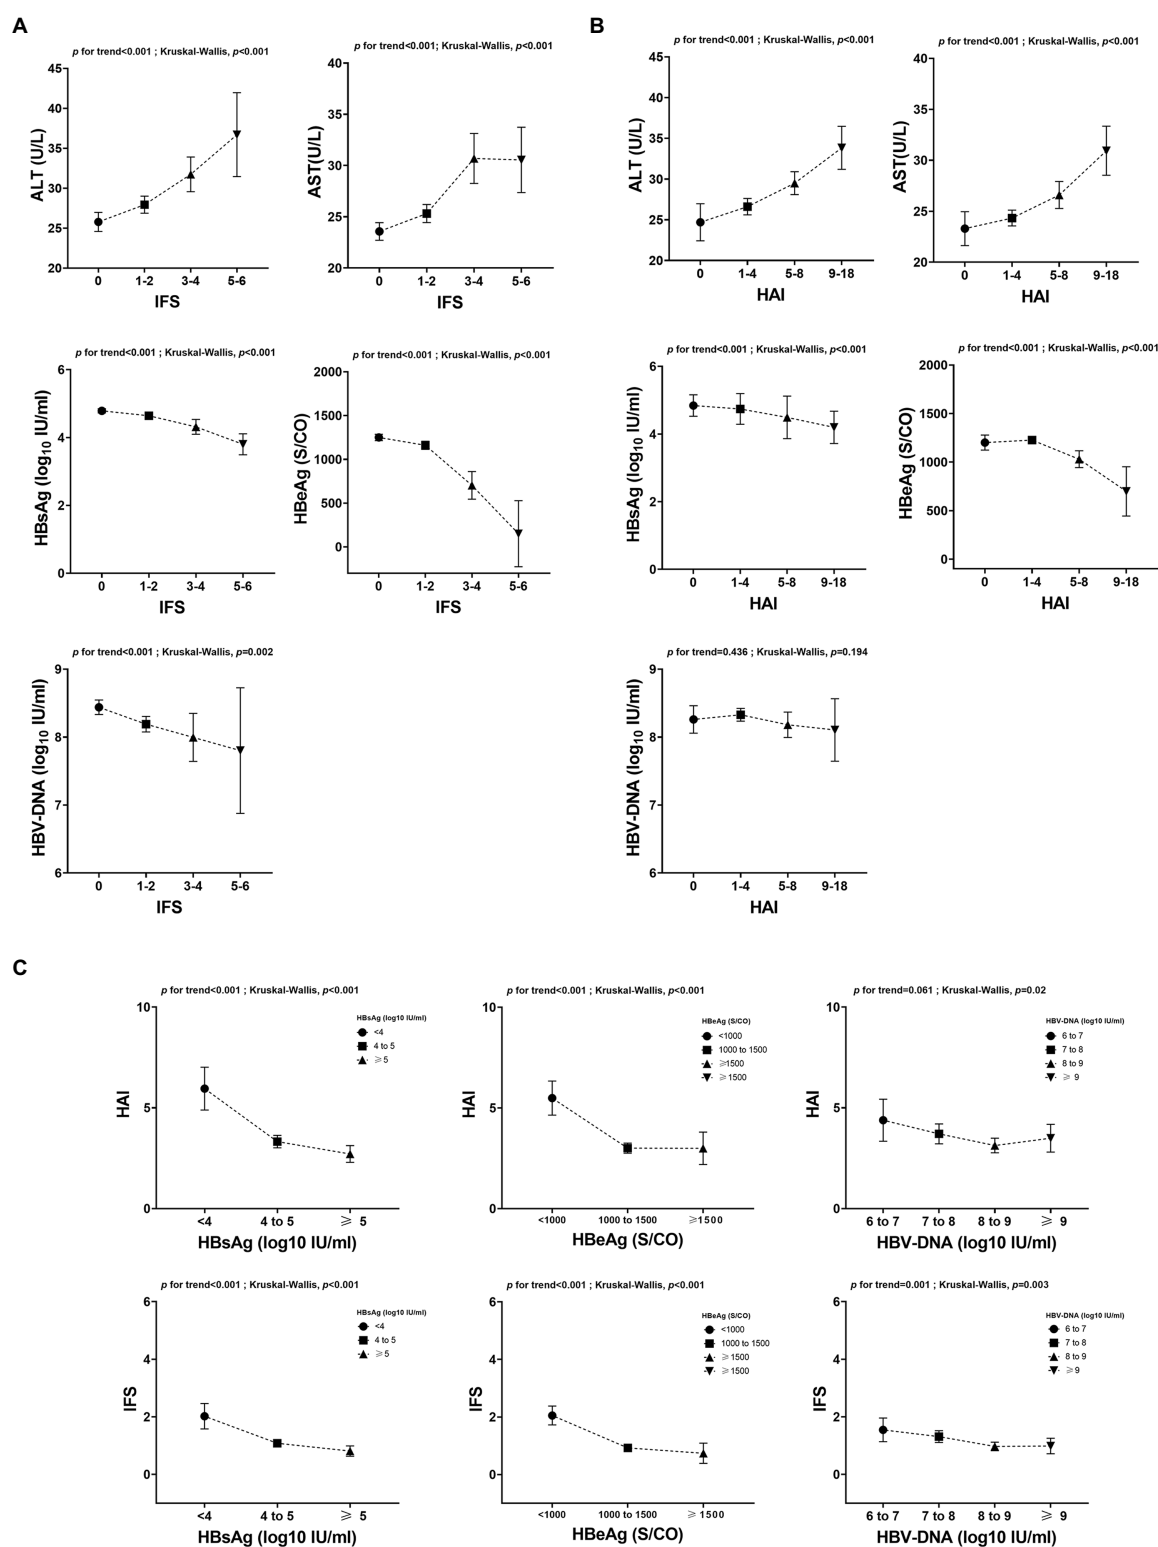 A
B
p for trend<0.001 ; Kruskal-Wallis, p<0.001
45
40
35
30
25
20
ALT (U/L)
0
1-2
3-4
5-6
IFS
p for trend<0.001; Kruskal-Wallis, p<0.001
40
35
30
25
20
AST(U/L)
0
1-2
3-4
5-6
IFS
p for trend<0.001 ; Kruskal-Wallis, p<0.001
45
40
35
30
25
20
ALT (U/L)
0
1-4
5-8
9-18
HAI
p for trend<0.001 ; Kruskal-Wallis, p<0.001
40
35
30
25
20
AST(U/L)
0
1-4
5-8
9-18
HAI
p for trend<0.001 ; Kruskal-Wallis, p<0.001
6
4
2
0
HBsAg (log10 IU/ml)
0
1-2
3-4
5-6
IFS
p for trend<0.001 ; Kruskal-Wallis, p<0.001
2000
1500
1000
500
0
HBeAg (S/CO)
0
1-2
3-4
5-6
IFS
p for trend<0.001 ; Kruskal-Wallis, p<0.001
6
4
2
0
HBsAg (log10 IU/ml)
0
1-4
5-8
9-18
HAI
p for trend<0.001 ; Kruskal-Wallis, p<0.001
2000
1500
1000
500
0
HBeAg (S/CO)
0
1-4
5-8
9-18
HAI
p for trend<0.001 ; Kruskal-Wallis, p=0.002
9
8
7
6
HBV-DNA (log10 IU/ml)
0
1-2
3-4
5-6
IFS
p for trend=0.436 ; Kruskal-Wallis, p=0.194
9
8
7
6
HBV-DNA (log10 IU/ml)
0
1-4
5-8
9-18
HAI
C
p for trend<0.001 ; Kruskal-Wallis, p<0.001
10
5
0
HAI
HBsAg (log10 IU/ml)
<4
4 to 5
⩾5
<4
4 to 5
⩾ 5
HBsAg (log10 IU/ml)
p for trend<0.001 ; Kruskal-Wallis, p<0.001
10
5
0
HAI
HBeAg (S/CO)
<1000
1000 to 1500
⩾1500
⩾1500
<1000
1000 to 1500
⩾1500
HBeAg (S/CO)
p for trend=0.061 ; Kruskal-Wallis, p=0.02
10
5
0
HAI
HBV-DNA (log10 IU/ml)
6 to 7
7 to 8
8 to 9
⩾ 9
6 to 7
7 to 8
8 to 9
⩾ 9
HBV-DNA (log10 IU/ml)
p for trend<0.001 ; Kruskal-Wallis, p<0.001
6
4
2
0
IFS
HBsAg (log10 IU/ml)
<4
4 to 5
⩾5
<4
4 to 5
⩾ 5
HBsAg (log10 IU/ml)
p for trend<0.001 ; Kruskal-Wallis, p<0.001
6
4
2
0
IFS
HBeAg (S/CO)
<1000
1000 to 1500
⩾1500
⩾1500
<1000
1000 to 1500
⩾1500
HBeAg (S/CO)
p for trend=0.001 ; Kruskal-Wallis, p=0.003
6
4
2
0
IFS
HBV-DNA (log10 IU/ml)
6 to 7
7 to 8
8 to 9
⩾9
6 to 7
7 to 8
8 to 9
⩾ 9
HBV-DNA (log10 IU/ml)